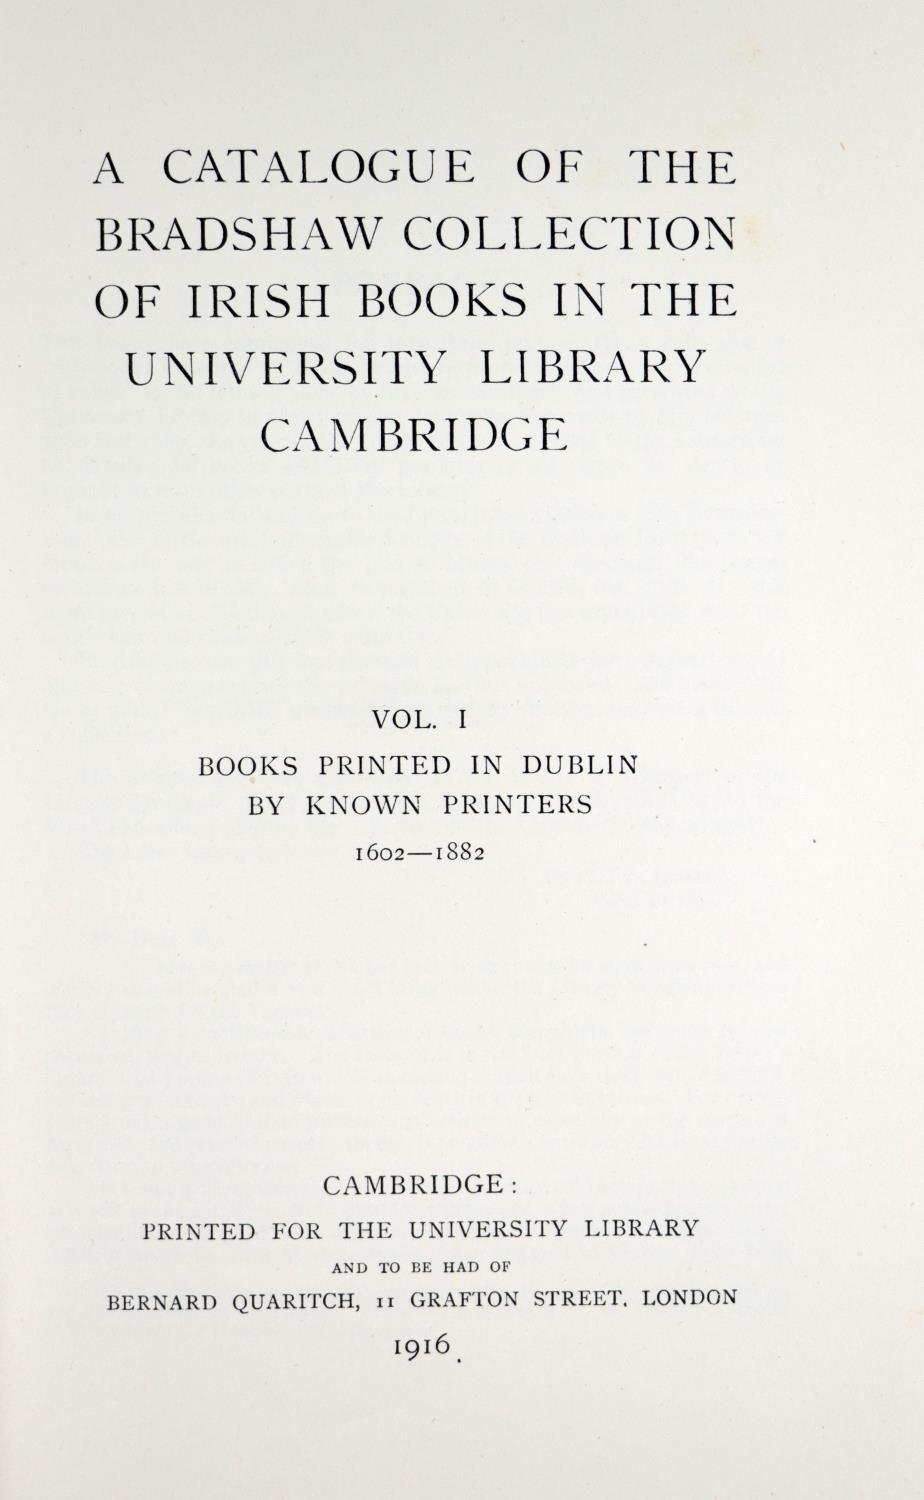 A CATALOGUE OF THE
BRADSHAW COLLECTION
OF IRISH BOOKS IN THE
UNIVERSITY LIBRARY
CAMBRIDGE
VOL. I
BOOKS PRINTED IN DUBLIN
BY KNOWN PRINTERS
1602—1882
CAMBRIDGE:
PRINTED FOR THE UNIVERSITY LIBRARY
AND TO BE HAD OF
BERNARD QUARITCH, 11 GRAFTON STREET, LONDON
1916